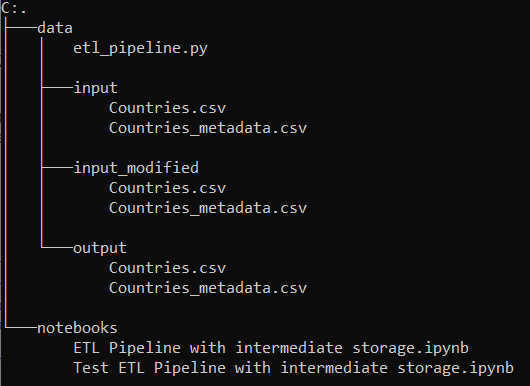 C:.
├───data
│   │   etl_pipeline.py
│   │
│   ├───input
│   │       Countries.csv
│   │       Countries_metadata.csv
│   │
│   ├───input_modified
│   │       Countries.csv
│   │       Countries_metadata.csv
│   │
│   └───output
│           Countries.csv
│           Countries_metadata.csv
│
└───notebooks
        ETL Pipeline with intermediate storage.ipynb
        Test ETL Pipeline with intermediate storage.ipynb